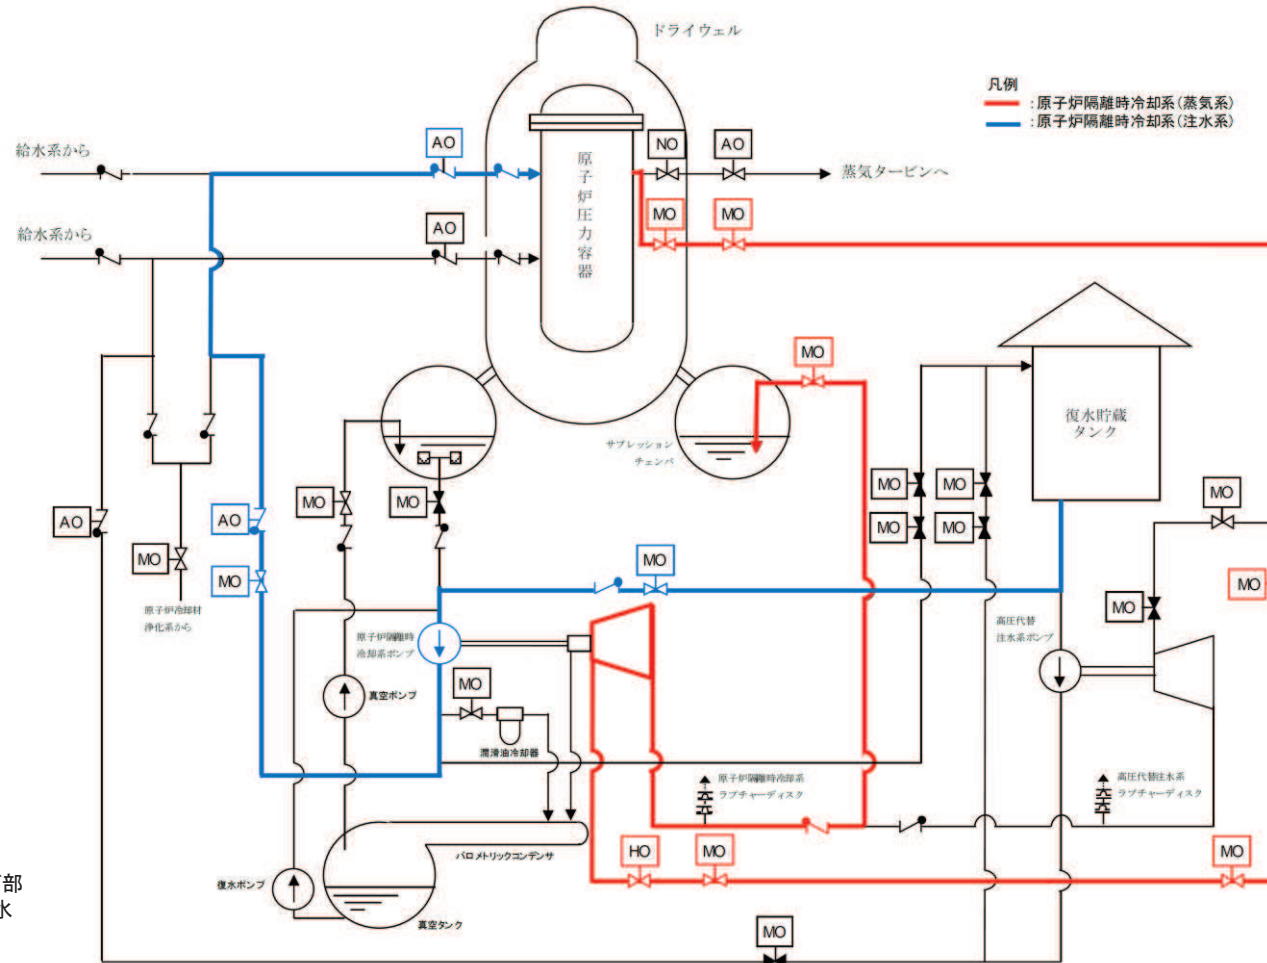 ドライウェル
凡例
：原子炉隔離時冷却系(蒸気系)
：原子炉隔離時冷却系(注水系)
給水系から
AO
NO
AO
蒸気タービンへ
原子炉圧力容器
MO
MO
給水系から
AO
MO
復水貯蔵
タンク
サプレッション
チェンバ
MO
MO
MO
MO
MO
AO
AO
MO
MO
MO
MO
MO
MO
MO
MO
原子炉冷却材
浄化系から
高圧代替
注水系ポンプ
原子炉隔離時
冷却系ポンプ
真空ポンプ
MO
潤滑油冷却器
原子炉隔離時冷却系
ラプチャーディスク
高圧代替注水系
ラプチャーディスク
バロメトリックコンデンサ
HO
MO
MO
復水ポンプ
真空タンク
部
水
MO